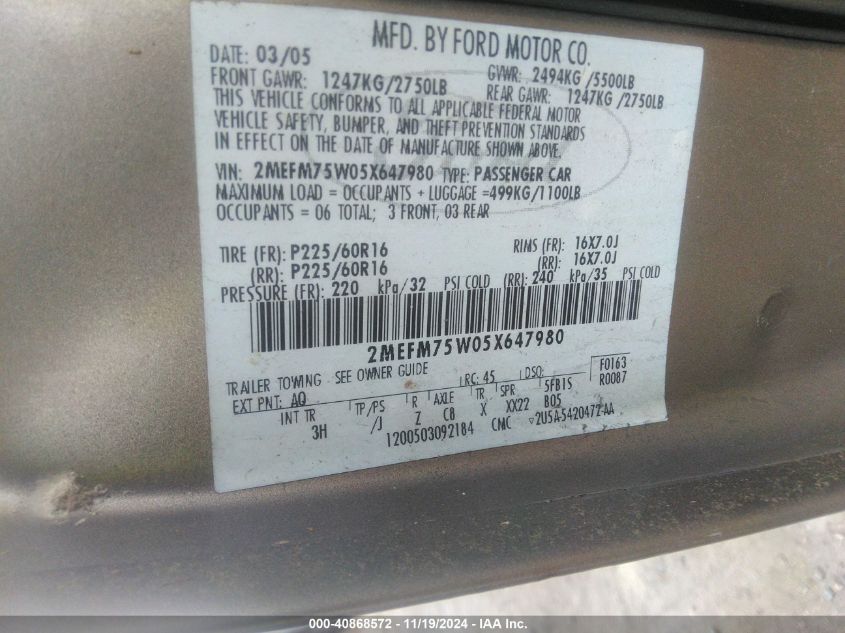 MFD. BY FORD MOTOR CO.
DATE: 03/05 GVWR: 2494KG /5500LB
FRONT GAWR: 1247KG/2750LB REAR GAWR: 1247KG /2750LB
THIS VEHICLE CONFORMS TO ALL APPLICABLE FEDERAL MOTOR
VEHICLE SAFETY, BUMPER, AND THEFT PREVENTION STANDARDS
IN EFFECT ON THE DATE OF MANUFACTURE SHOWN ABOVE.
VIN: 2MEFM75W05X647980 TYPE: PASSENGER CAR
MAXIMUM LOAD = OCCUPANTS + LUGGAGE =499KG/1100LB
OCCUPANTS = 06 TOTAL; 3 FRONT, 03 REAR
TIRE (FR): P225/60R16 RIMS (FR): 16X7.0J
(RR): P225/60R16 (RR): 16X7.0J
PRESSURE (FR): 220 kPa/32 PSI COLD (RR): 240 kPa/35 PSI COLD
2MEFM75W05X647980
TRAILER TOWING - SEE OWNER GUIDE RC: 45 DSO: F0163
EXT PNT: AQ 5FB1S R0087
INT TR TP/PS R AXLE TR SPR B05
3H /J Z C8 X XX22
1200503092184 CMC ▽2U5A-5420472-AA
000-40868572 - 11/19/2024 - IAA Inc.